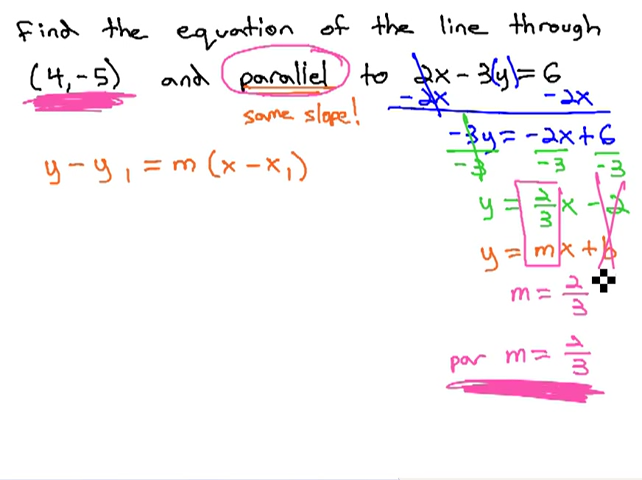 Find the equation of the line through
(4,-5) and parallel to 2x - 3(y) = 6
same slope! -2x -2x
-3y = -2x + 6
-3 -3 -3
y - y₁ = m (x - x₁)
y = 2/3 x - 2
y = mx + b
m = 2/3
par m = 2/3